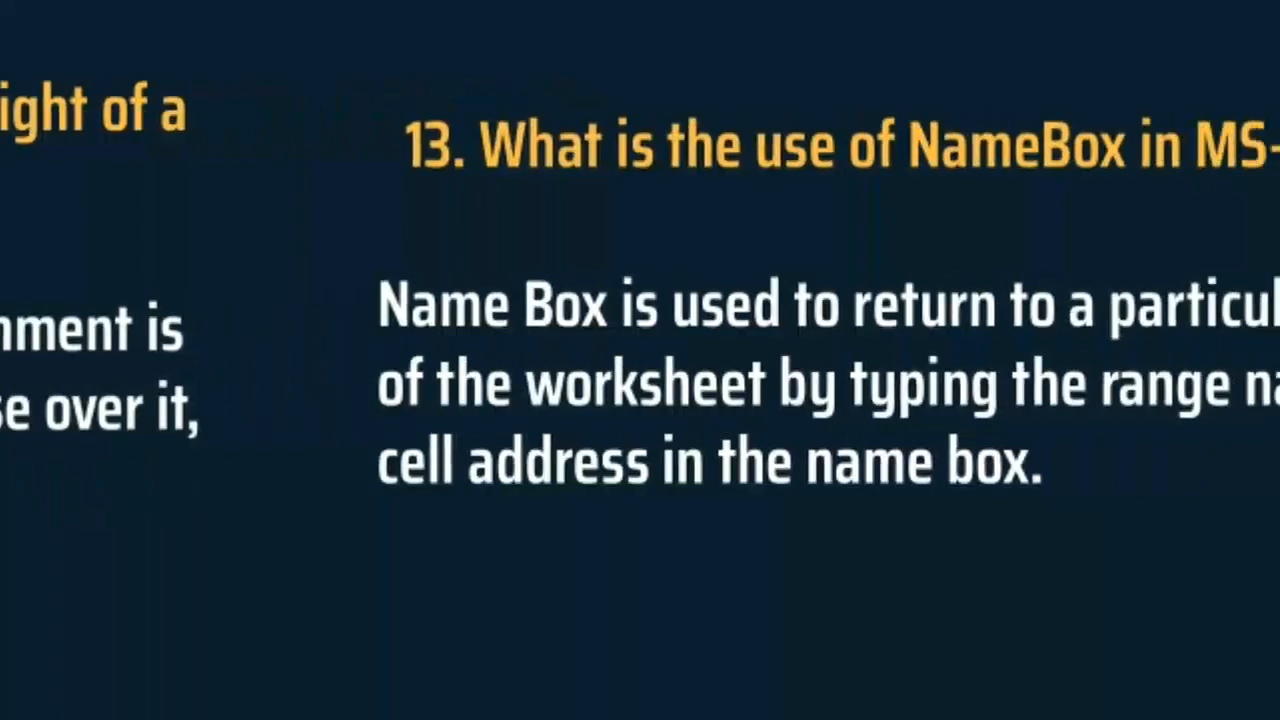 ight of a
nment is
se over it,
13. What is the use of NameBox in MS-
Name Box is used to return to a particul
of the worksheet by typing the range na
cell address in the name box.